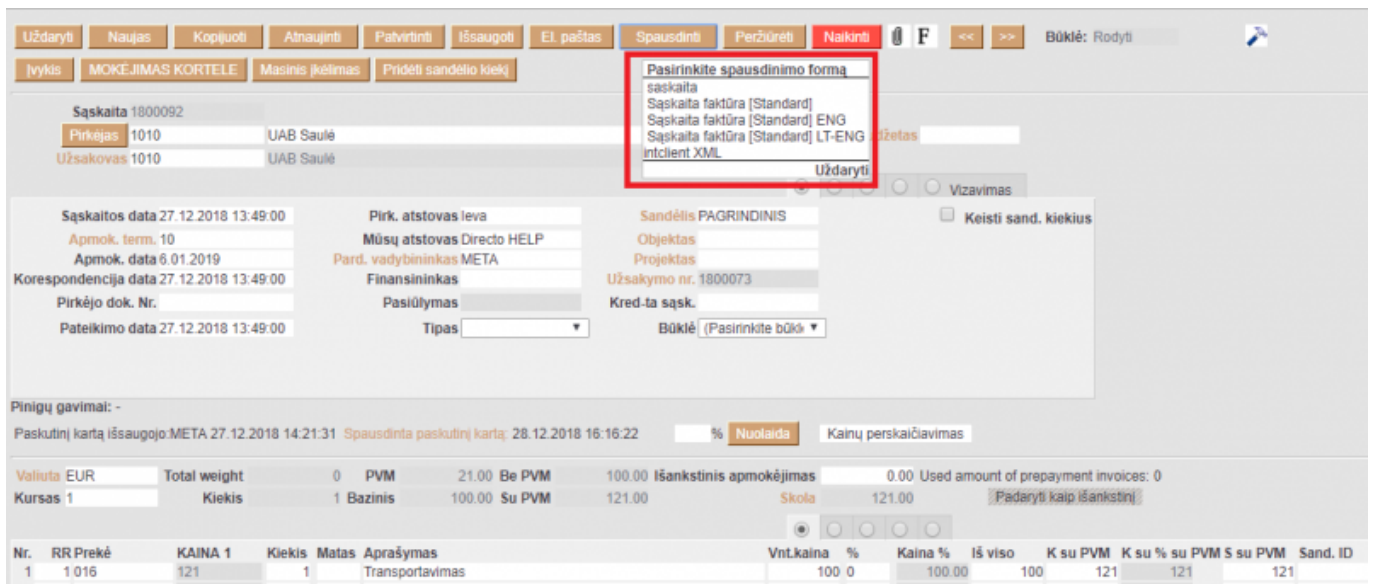 Uždaryti Naujas Kopijuoti Atnaujinti Patvirtinti Išsaugoti El. paštas Spausdinti Peržiūrėti Naikinti F << >> Būklė: Rodyti
Įvykis MOKĖJIMAS KORTELE Masinis įkėlimas Pridėti sandėlio kiekį
Pasirinkite spausdinimo formą
saskaita
Sąskaita faktūra [Standard]
Sąskaita faktūra [Standard] ENG
Sąskaita faktūra [Standard] LT-ENG
intclient XML
Uždaryti
Sąskaita 1800092
Pirkėjas 1010 UAB Saulė
Užsakovas 1010 UAB Saulė
Vizavimas
Sąskaitos data 27.12.2018 13:49:00 Pirk. atstovas Ieva Sandėlis PAGRINDINIS Keisti sand. kiekius
Apmok. term. 10 Mūsų atstovas Directo HELP Objektas
Apmok. data 6.01.2019 Pard. vadybininkas META Projektas
Korespondencija data 27.12.2018 13:49:00 Finansininkas Užsakymo nr. 1800073
Pirkėjo dok. Nr. Pasiūlymas Kred-ta sąsk.
Pateikimo data 27.12.2018 13:49:00 Tipas Būklė (Pasirinkite būkl
Pinigų gavimai: -
Paskutinį kartą išsaugojo:META 27.12.2018 14:21:31 Spausdinta paskutinį kartą: 28.12.2018 16:16:22 % Nuolaida Kainų perskaičiavimas
Valiuta EUR Total weight 0 PVM 21.00 Be PVM 100.00 Išankstinis apmokėjimas 0.00 Used amount of prepayment invoices: 0
Kursas 1 Kiekis 1 Bazinis 100.00 Su PVM 121.00 Skola 121.00 Padaryti kaip išankstinį
Nr. RR Prekė KAINA 1 Kiekis Matas Aprašymas Vnt.kaina % Kaina % Iš viso K su PVM K su % su PVM S su PVM Sand. ID
1 1 016 121 1 Transportavimas 100 0 100.00 100 121 121 121